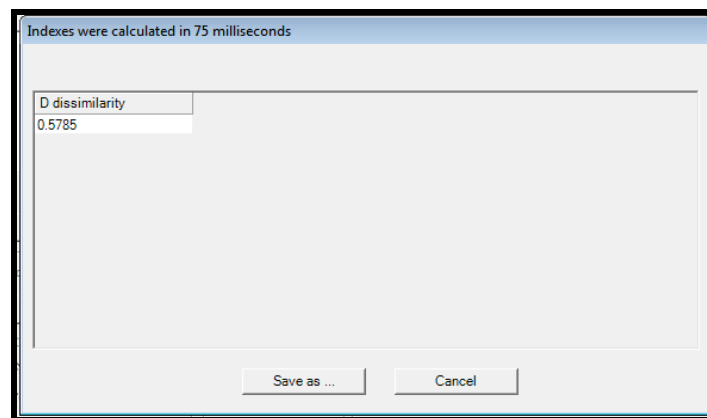 Indexes were calculated in 75 milliseconds
D dissimilarity
0.5785
Save as ...
Cancel